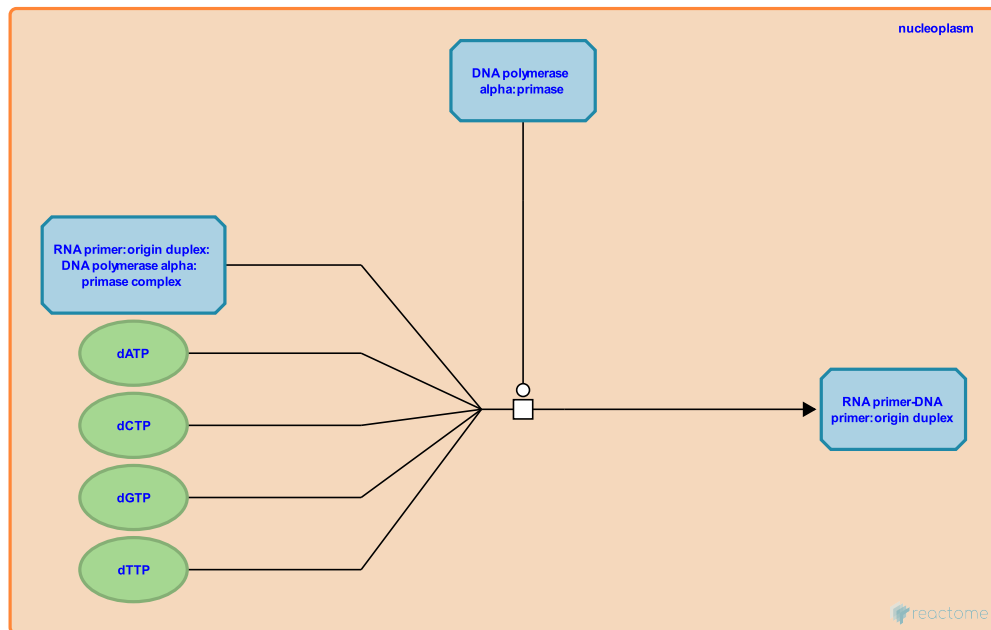 nucleoplasm
DNA polymerase
alpha:primase
RNA primer:origin duplex:
DNA polymerase alpha:
primase complex
dATP
dCTP
dGTP
dTTP
RNA primer-DNA
primer:origin duplex
reactome